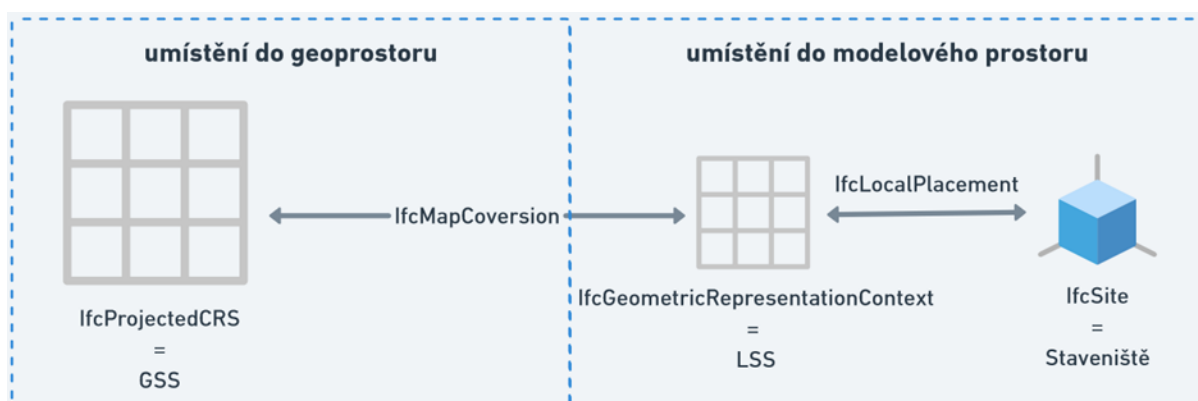 umístění do geoprostoru
IfcMapCoversion
IfcProjectedCRS
=
GSS
umístění do modelového prostoru
IfcLocalPlacement
IfcGeometricRepresentationContext
=
LSS
IfcSite
=
Staveniště